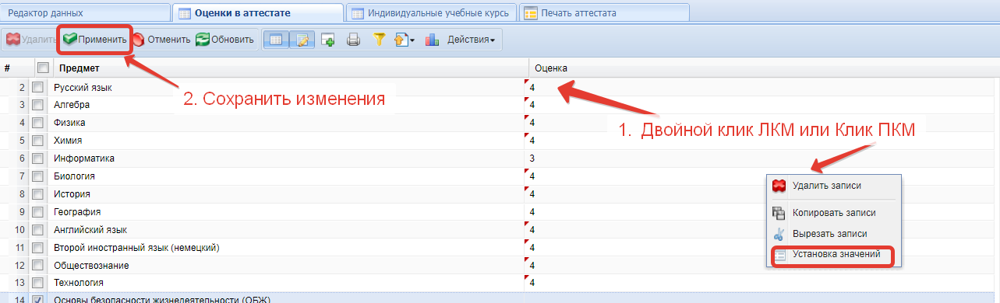 Редактор данных Оценки в аттестате Индивидуальные учебные курсы Печать аттестата
Удалить Применить Отменить Обновить Действия
# Предмет Оценка
2 Русский язык 4
3 Алгебра 4
4 Физика 4
5 Химия 4
6 Информатика 3
7 Биология 4
8 История 4
9 География 4
10 Английский язык 4
11 Второй иностранный язык (немецкий) 4
12 Обществознание 4
13 Технология 4
14 Основы безопасности жизнедеятельности (ОБЖ)
2. Сохранить изменения
1. Двойной клик ЛКМ или Клик ПКМ
Удалить записи
Копировать записи
Вырезать записи
Установка значений